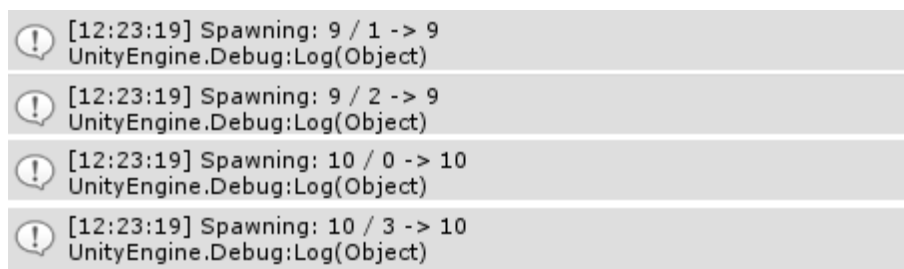 [12:23:19] Spawning: 9 / 1 -> 9
UnityEngine.Debug:Log(Object)
[12:23:19] Spawning: 9 / 2 -> 9
UnityEngine.Debug:Log(Object)
[12:23:19] Spawning: 10 / 0 -> 10
UnityEngine.Debug:Log(Object)
[12:23:19] Spawning: 10 / 3 -> 10
UnityEngine.Debug:Log(Object)